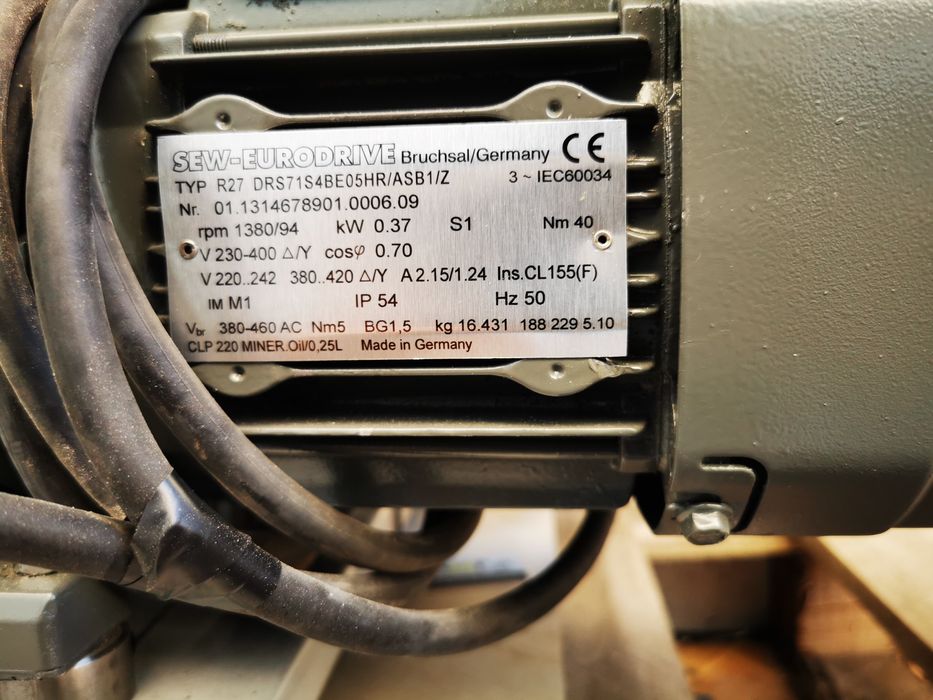 SEW-EURODRIVE Bruchsal/Germany CE
TYP R27 DRS71S4BE05HR/ASB1/Z 3 ~ IEC60034
Nr. 01.1314678901.0006.09
rpm 1380/94 kW 0.37 S1 Nm 40
V 230-400 △/Y cosφ 0.70
V 220..242 380..420 △/Y A 2.15/1.24 Ins.CL155(F)
IM M1 IP 54 Hz 50
Vbr 380-460 AC Nm5 BG1,5 kg 16.431 188 229 5.10
CLP 220 MINER.Oil/0,25L Made in Germany